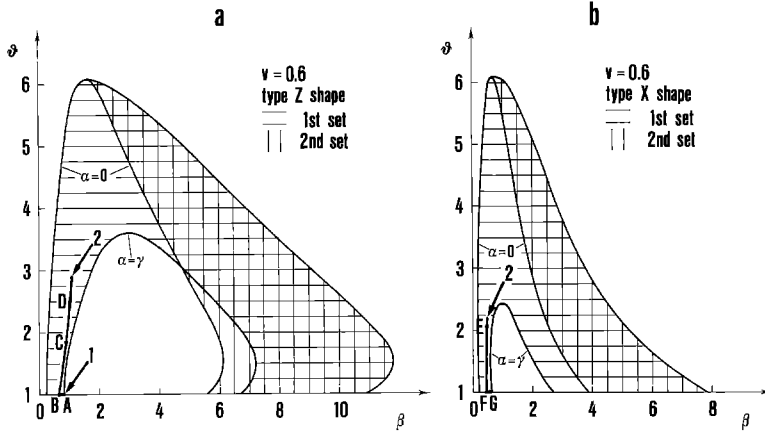 a
ϑ
v = 0.6
type Z shape
1st set
2nd set
6
5
4
3
2
1
α=0
α=γ
2
D
C
1
B A
0 2 4 6 8 10
β
b
ϑ
v = 0.6
type X shape
1st set
2nd set
6
5
4
3
2
1
α=0
2
E
α=γ
F G
0 2 4 6 8
β